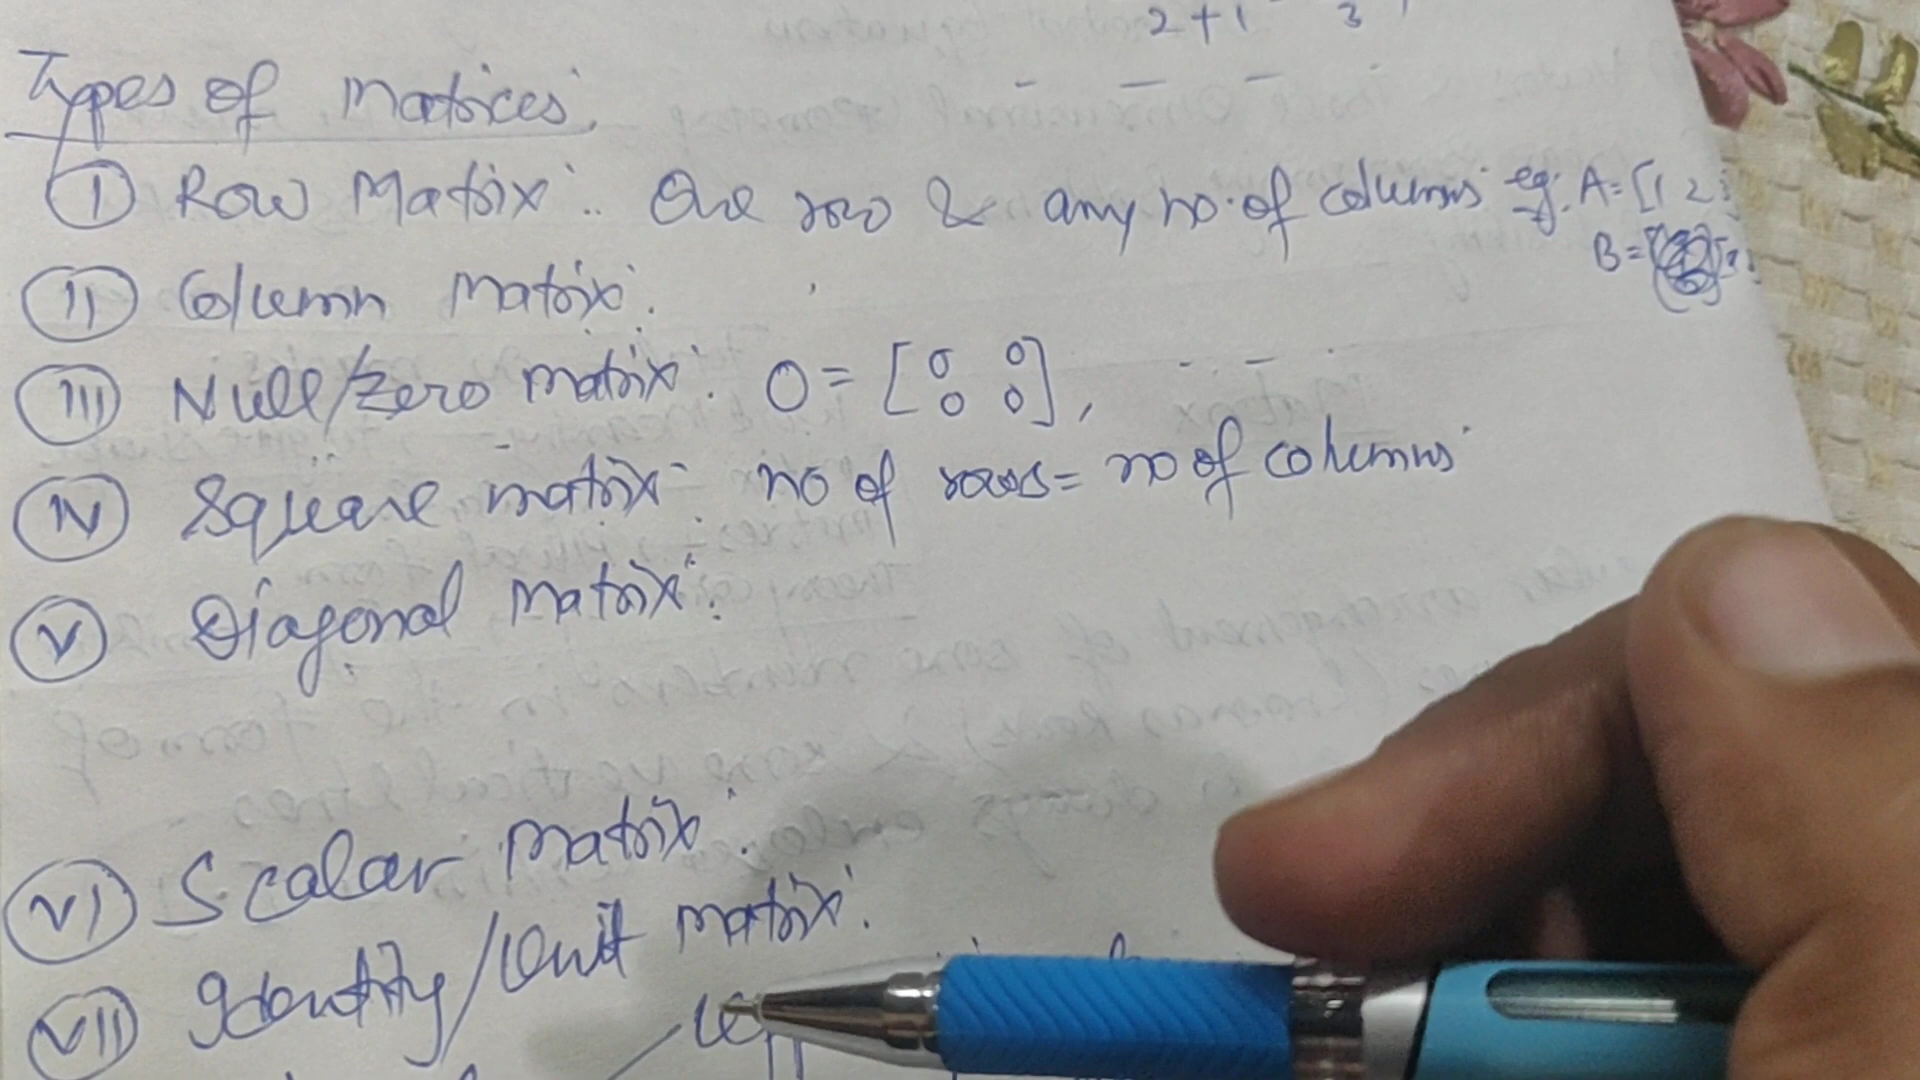 2+1 3
Types of Matrices
I Row Matrix: One row & any no. of columns eg: A = [1 2
B = [
II Column Matrix:
III Null/Zero matrix: O = [0 0
0 0],
IV Square matrix: no of rows = no of columns
V Diagonal Matrix:
VI Scalar Matrix:
VII Identity/Unit matrix: